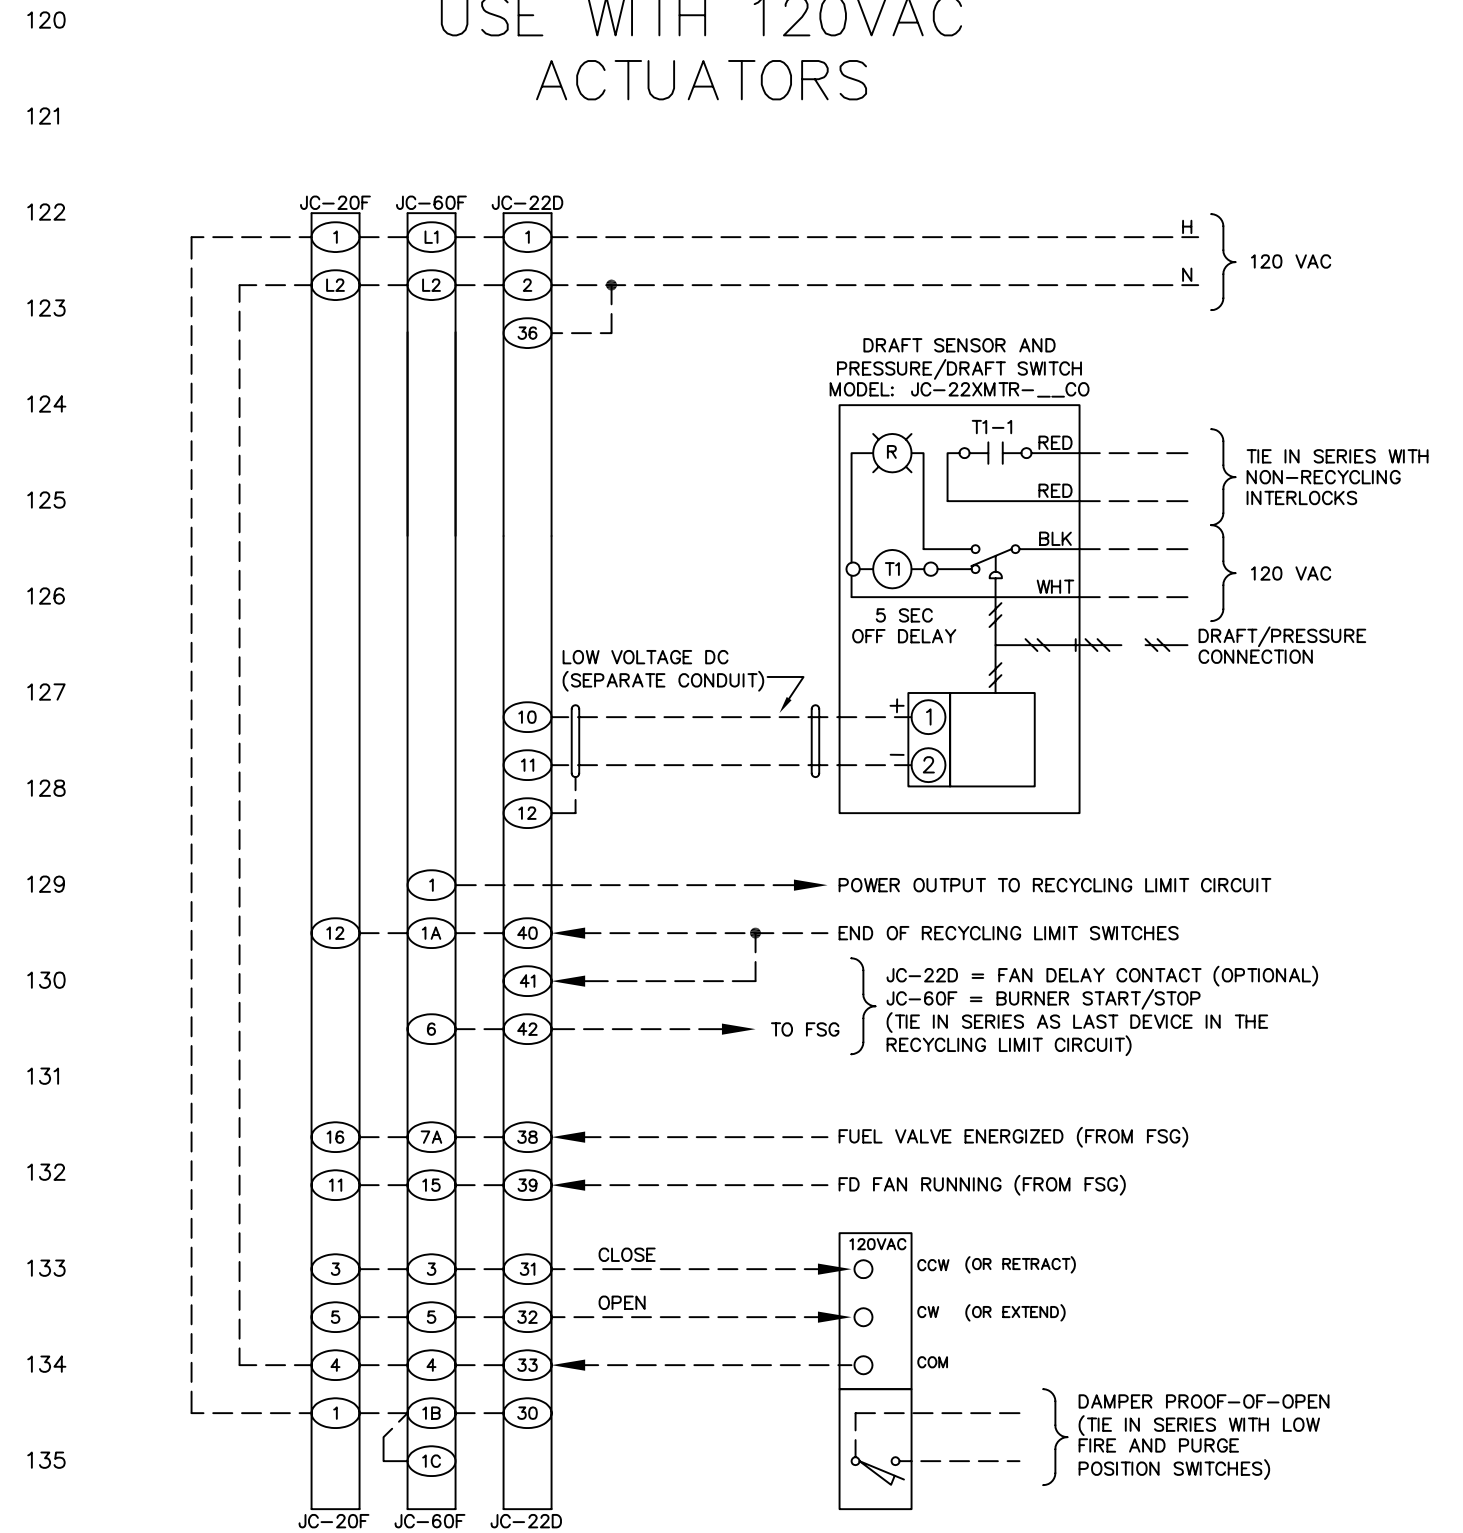 120
USE WITH 120VAC
ACTUATORS
121
122
JC-20F JC-60F JC-22D
1 L1 1 H
120 VAC
L2 L2 2 N
123
36
DRAFT SENSOR AND
PRESSURE/DRAFT SWITCH
MODEL: JC-22XMTR-__CO
124
T1-1
R RED
TIE IN SERIES WITH
NON-RECYCLING
INTERLOCKS
125
RED
BLK
T1
120 VAC
126
WHT
5 SEC
OFF DELAY
DRAFT/PRESSURE
CONNECTION
LOW VOLTAGE DC
(SEPARATE CONDUIT)
127
10 + 1
11 - 2
128
12
129
1 POWER OUTPUT TO RECYCLING LIMIT CIRCUIT
12 1A 40 END OF RECYCLING LIMIT SWITCHES
130
41
JC-22D = FAN DELAY CONTACT (OPTIONAL)
JC-60F = BURNER START/STOP
(TIE IN SERIES AS LAST DEVICE IN THE
RECYCLING LIMIT CIRCUIT)
6 42 TO FSG
131
16 7A 38 FUEL VALVE ENERGIZED (FROM FSG)
132
11 15 39 FD FAN RUNNING (FROM FSG)
120VAC
133
3 3 31 CLOSE CCW (OR RETRACT)
5 5 32 OPEN CW (OR EXTEND)
134
4 4 33 COM
1 1B 30
DAMPER PROOF-OF-OPEN
(TIE IN SERIES WITH LOW
FIRE AND PURGE
POSITION SWITCHES)
135
1C
JC-20F JC-60F JC-22D